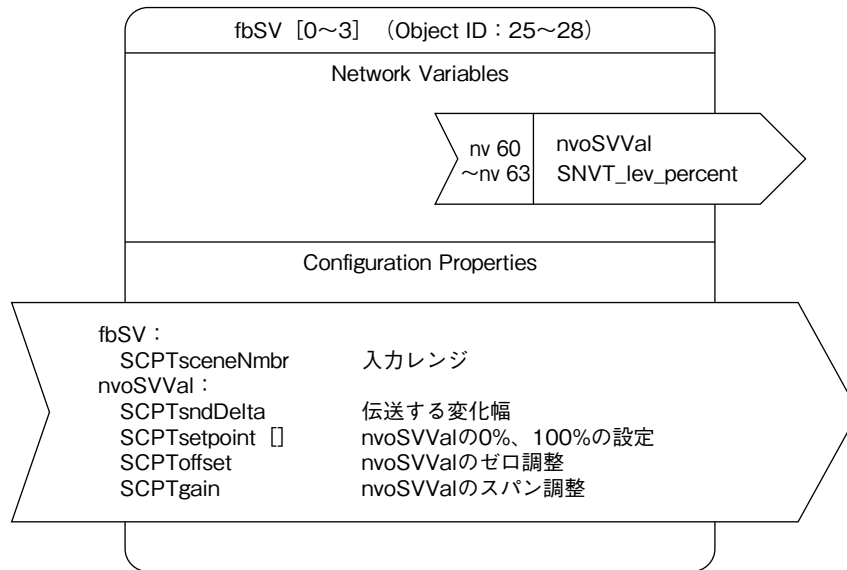 fbSV［0〜3］（Object ID：25〜28）
Network Variables
nv 60 nvoSVVal
〜nv 63 SNVT_lev_percent
Configuration Properties
fbSV：
SCPTsceneNmbr 入力レンジ
nvoSVVal：
SCPTsndDelta 伝送する変化幅
SCPTsetpoint［］ nvoSVValの0%、100%の設定
SCPToffset nvoSVValのゼロ調整
SCPTgain nvoSVValのスパン調整